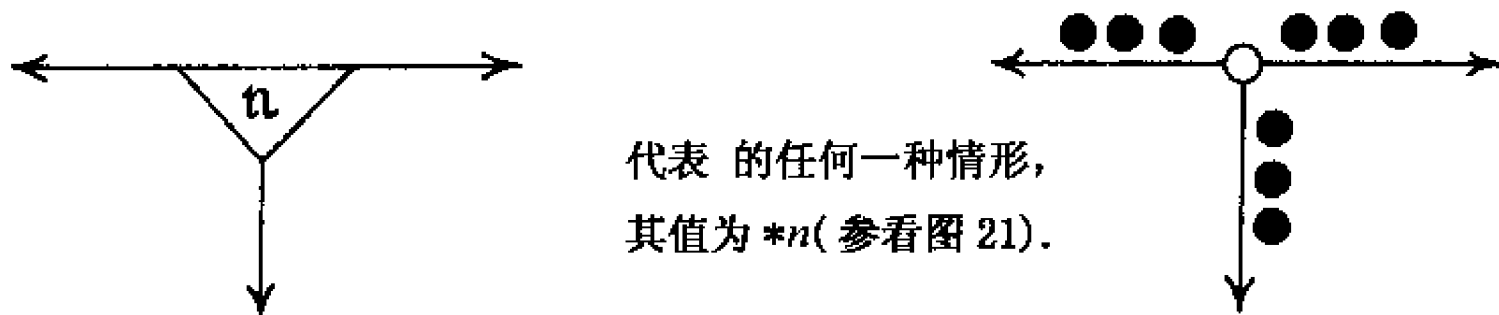 n
代表 的任何一种情形，
其值为 *n(参看图 21).